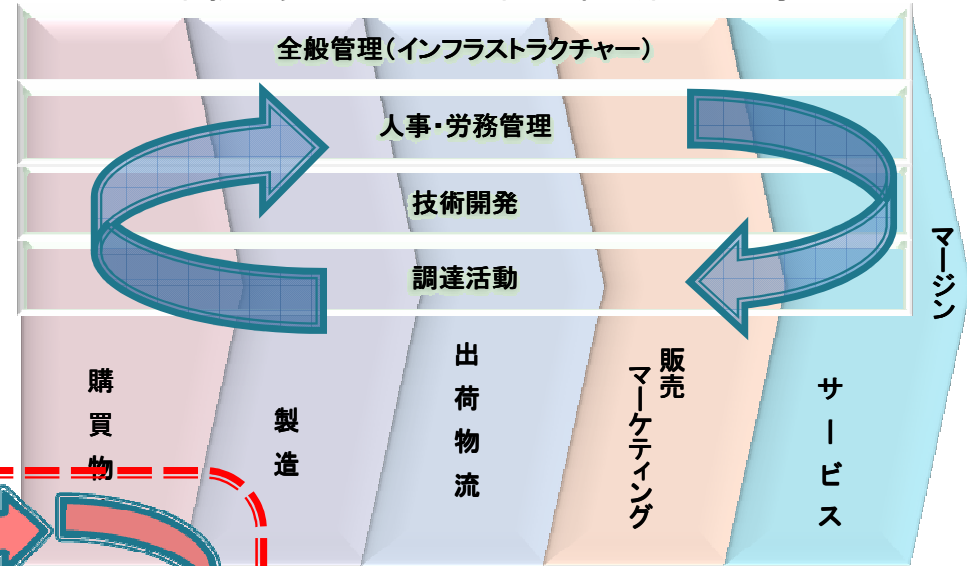 全般管理(インフラストラクチャー)
人事・労務管理
技術開発
調達活動
マージン
購買物
製造
出荷物流
販売
マーケティング
サービス